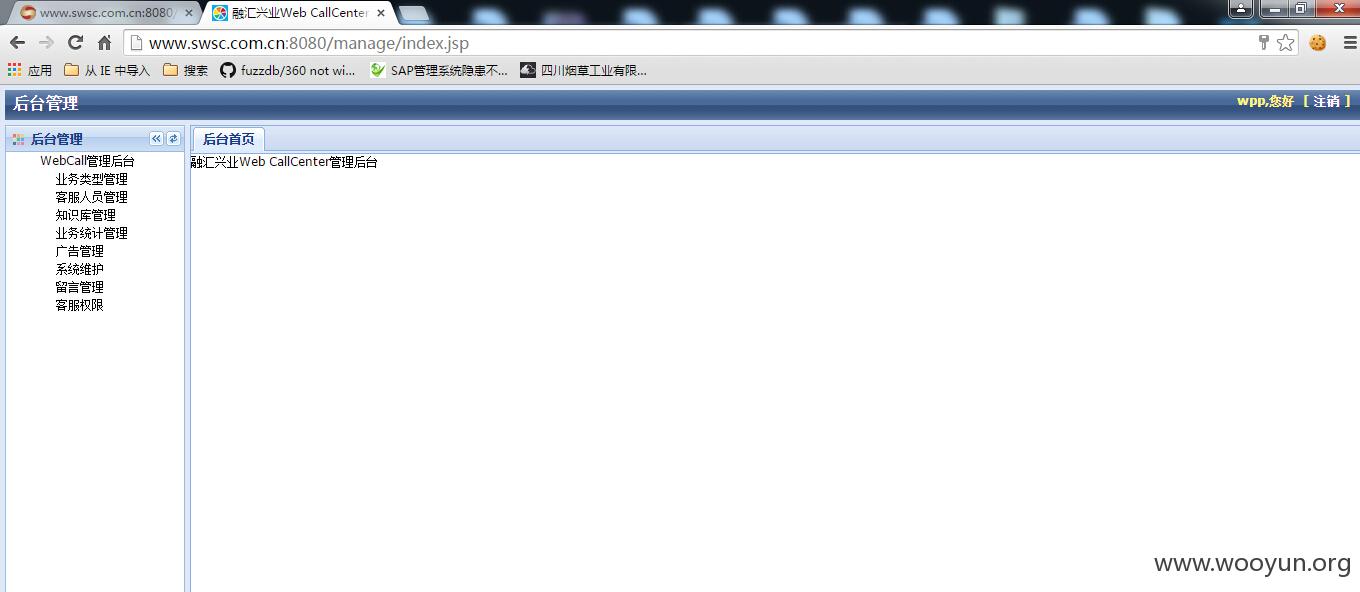 www.swsc.com.cn:8080/
融汇兴业Web CallCenter
www.swsc.com.cn:8080/manage/index.jsp
应用 从 IE 中导入 搜索 fuzzdb/360 not wi... SAP管理系统隐患不... 四川烟草工业有限...
后台管理 wpp,您好 [ 注销 ]
后台管理 后台首页
WebCall管理后台 融汇兴业Web CallCenter管理后台
业务类型管理
客服人员管理
知识库管理
业务统计管理
广告管理
系统维护
留言管理
客服权限
www.wooyun.org